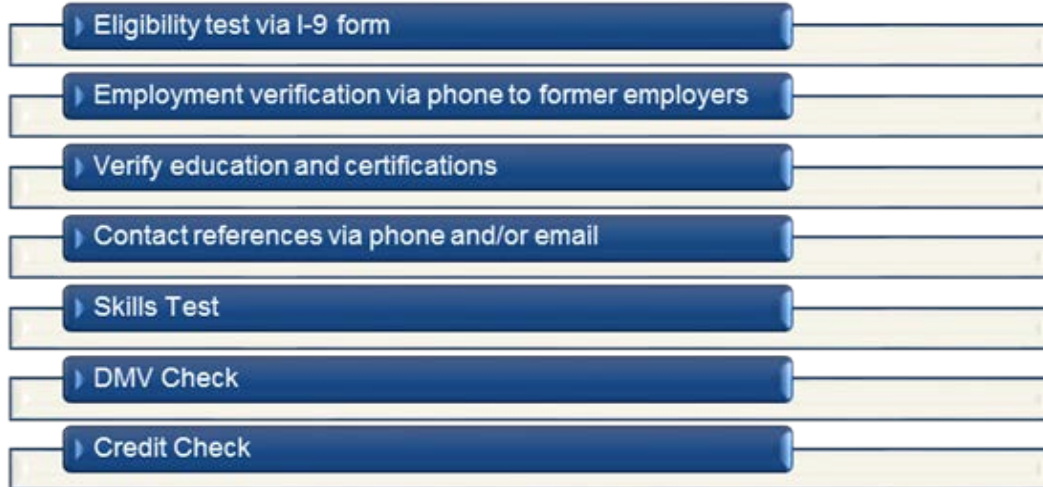 Eligibility test via I-9 form
Employment verification via phone to former employers
Verify education and certifications
Contact references via phone and/or email
Skills Test
DMV Check
Credit Check